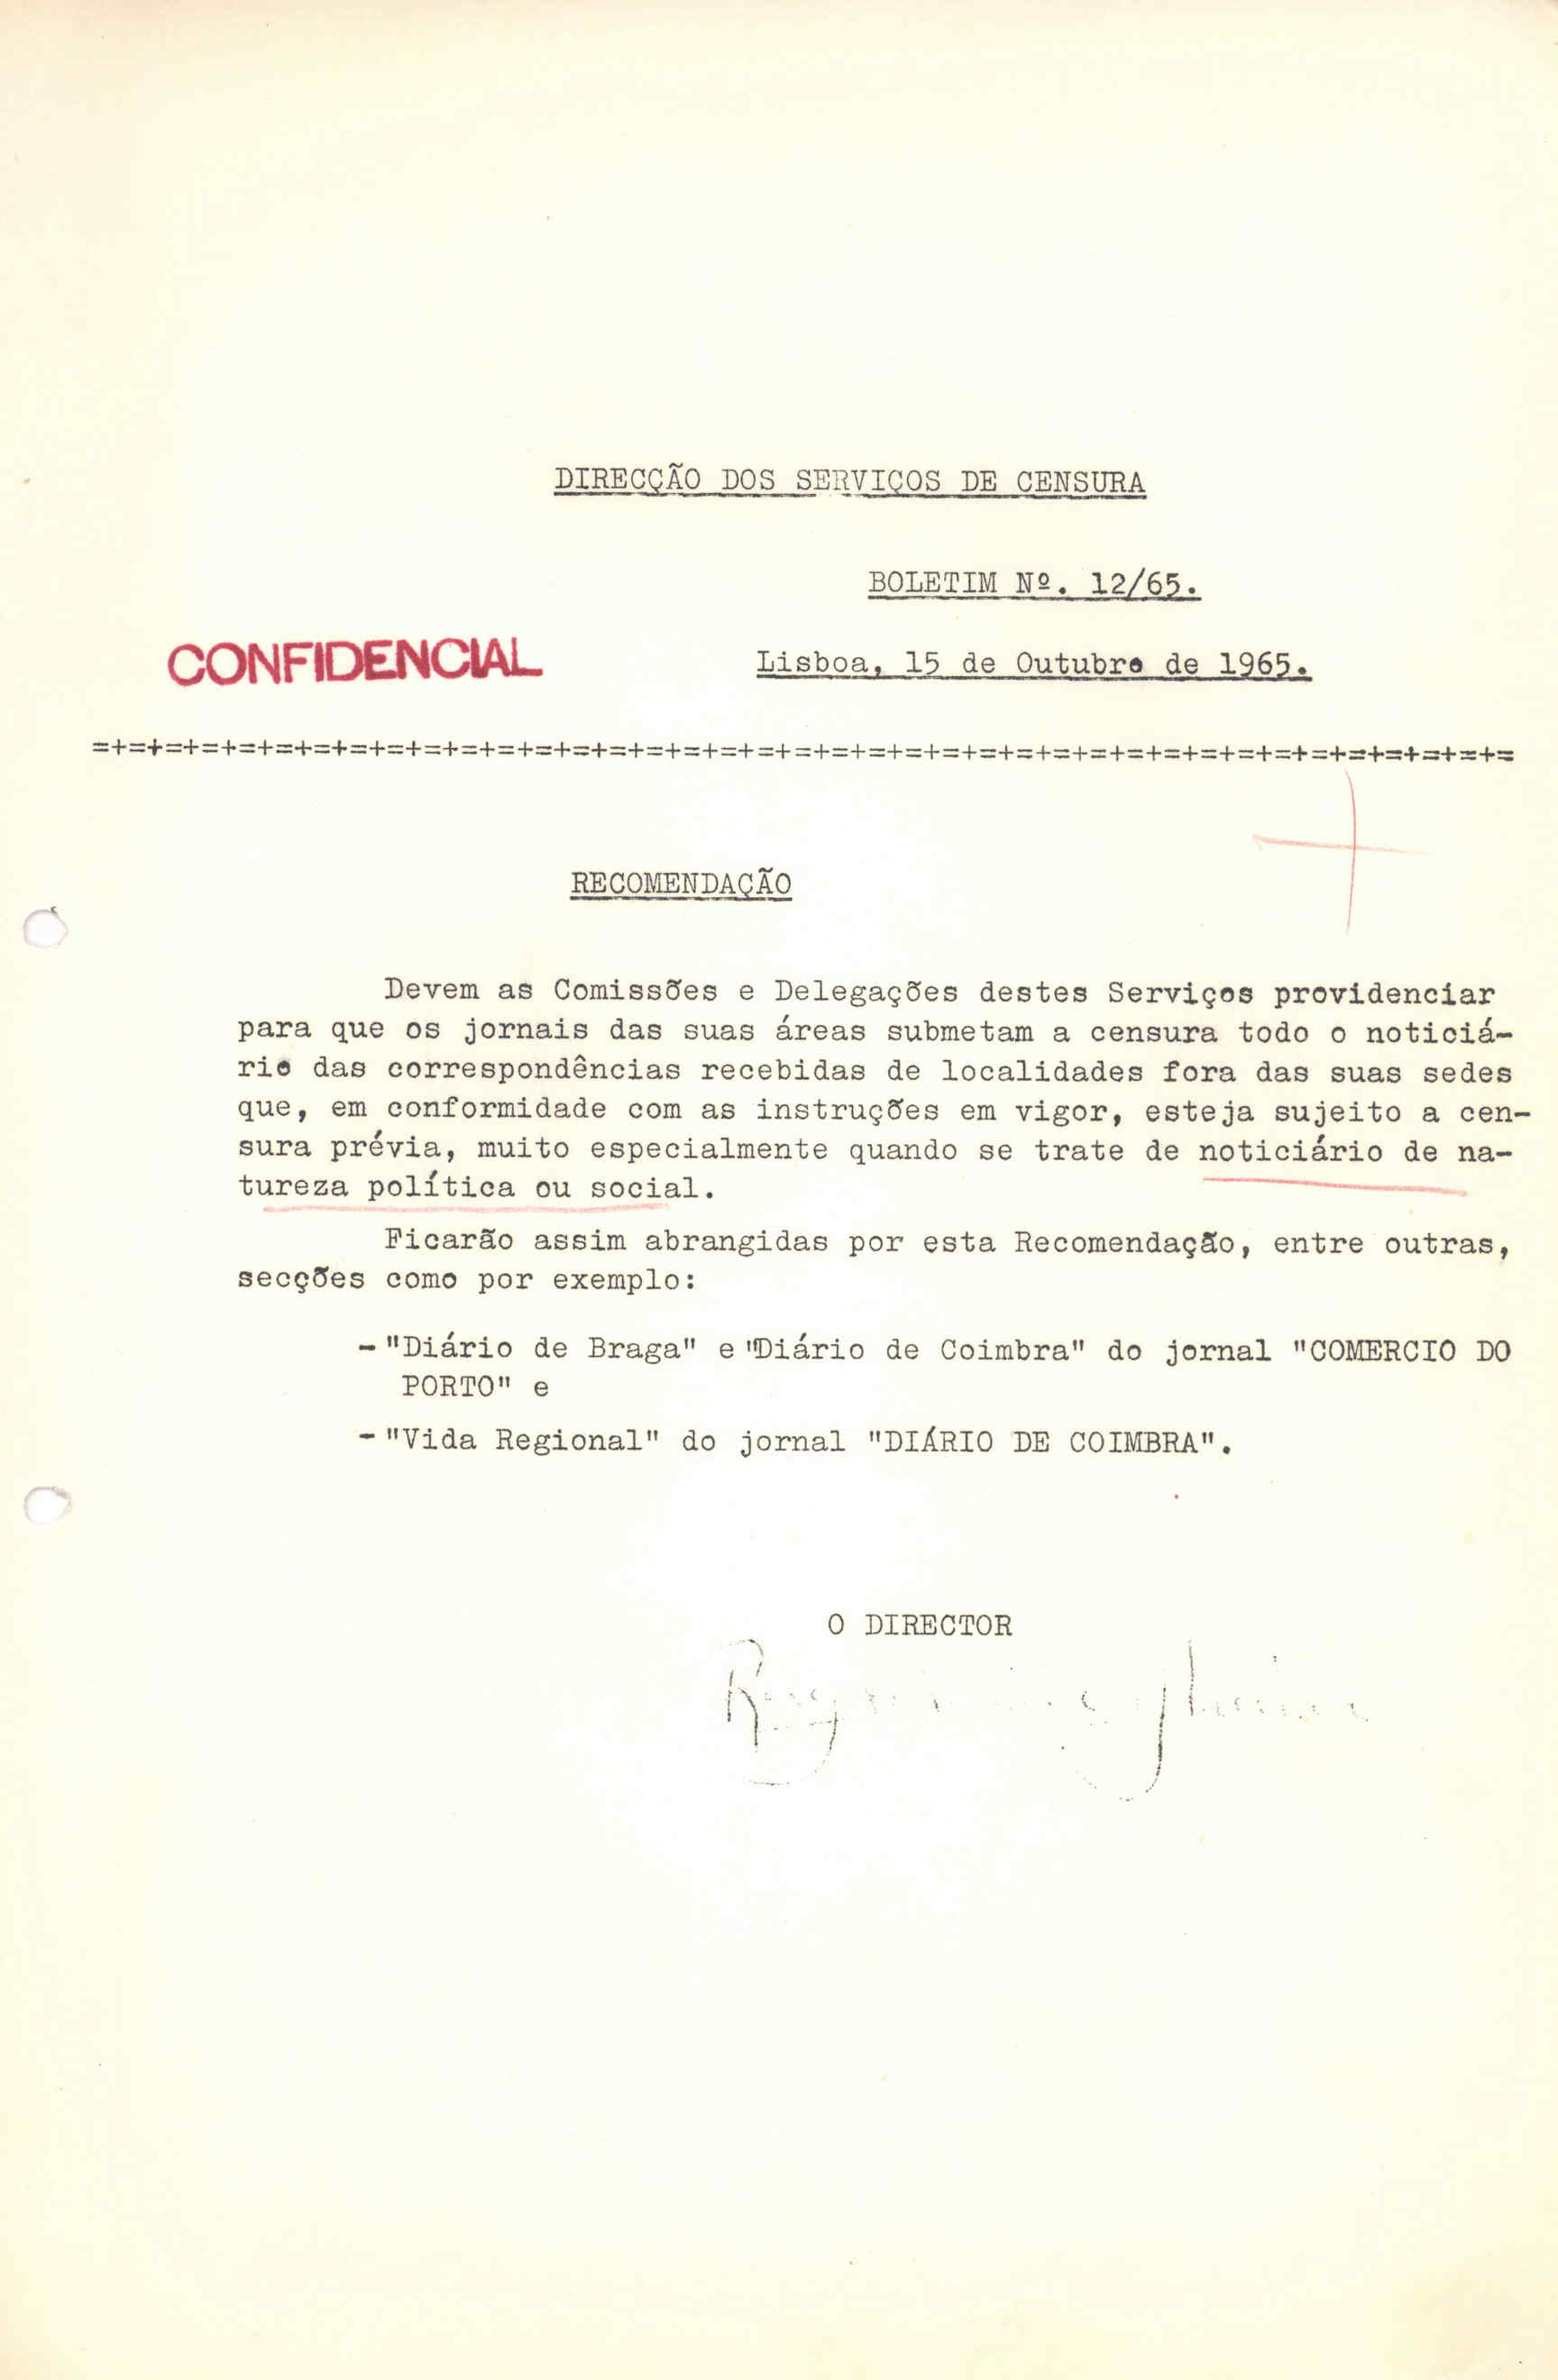 DIRECÇÃO DOS SERVIÇOS DE CENSURA
BOLETIM Nº. 12/65.
CONFIDENCIAL
Lisboa, 15 de Outubro de 1965.
=+=+=+=+=+=+=+=+=+=+=+=+=+=+=+=+=+=+=+=+=+=+=+=+=+=+=+=+=+=+=+=+=+=+=+=+=+=+=
RECOMENDAÇÃO
Devem as Comissões e Delegações destes Serviços providenciar
para que os jornais das suas áreas submetam a censura todo o noticiá-
rio das correspondências recebidas de localidades fora das suas sedes
que, em conformidade com as instruções em vigor, esteja sujeito a cen-
sura prévia, muito especialmente quando se trate de noticiário de na-
tureza política ou social.
Ficarão assim abrangidas por esta Recomendação, entre outras,
secções como por exemplo:
- "Diário de Braga" e "Diário de Coimbra" do jornal "COMERCIO DO
PORTO" e
- "Vida Regional" do jornal "DIÁRIO DE COIMBRA".
O DIRECTOR